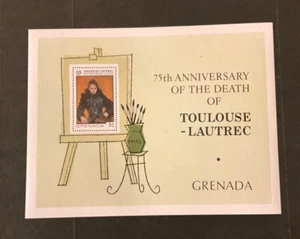 75th ANNIVERSARY
OF THE DEATH
OF
TOULOUSE
-LAUTREC
GRENADA